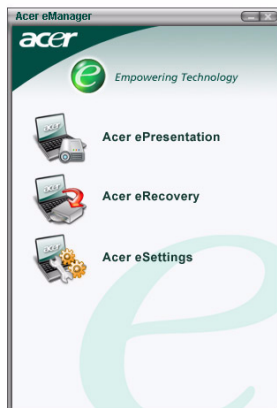 Acer eManager
acer
e Empowering Technology
Acer ePresentation
Acer eRecovery
Acer eSettings
e